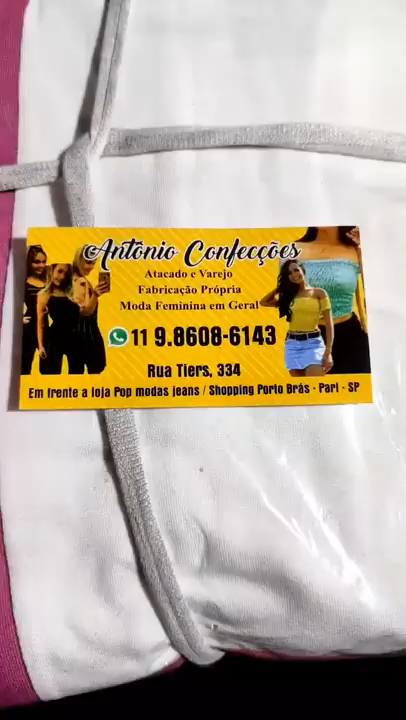 Antônio Confecções
Atacado e Varejo
Fabricação Própria
Moda Feminina em Geral
11 9.8608-6143
Rua Tiers, 334
Em frente a loja Pop modas jeans / Shopping Porto Brás - Pari - SP